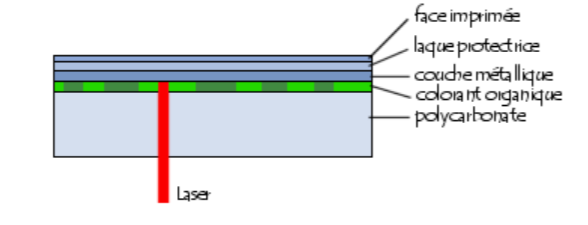 face imprimée
laque protectrice
couche métallique
colorant organique
polycarbonate
Laser